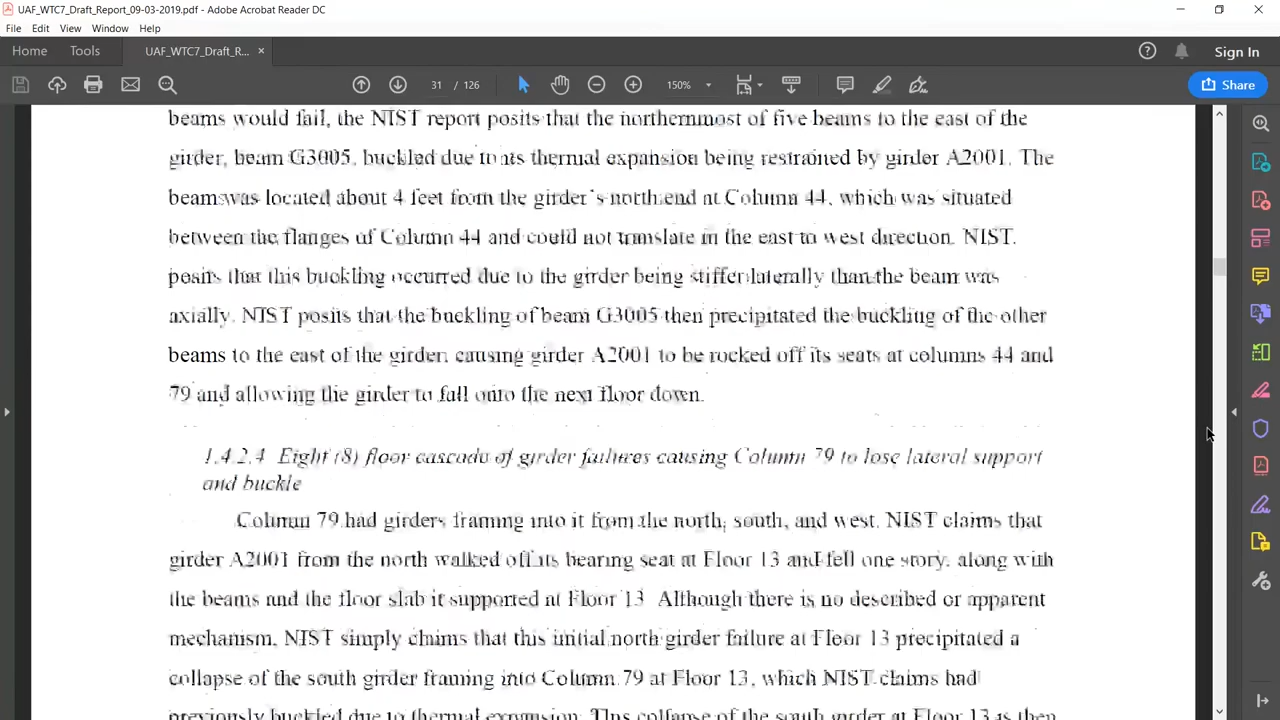 UAF_WTC7_Draft_Report_09-03-2019.pdf - Adobe Acrobat Reader DC
File Edit View Window Help
Home Tools UAF_WTC7_Draft_R... × Sign In
31 / 126 150% Share
beams would fail, the NIST report posits that the northernmost of five beams to the east of the
girder, beam G3005, buckled due to its thermal expansion being restrained by girder A2001. The
beam was located about 4 feet from the girder's north end at Column 44, which was situated
between the flanges of Column 44 and could not translate in the east to west direction. NIST
posits that this buckling occurred due to the girder being stiffer laterally than the beam was
axially. NIST posits that the buckling of beam G3005 then precipitated the buckling of the other
beams to the east of the girder, causing girder A2001 to be rocked off its seats at columns 44 and
79 and allowing the girder to fall onto the next floor down.
1.4.2.4 Eight (8) floor cascade of girder failures causing Column 79 to lose lateral support
and buckle
Column 79 had girders framing into it from the north, south, and west. NIST claims that
girder A2001 from the north walked off its bearing seat at Floor 13 and fell one story, along with
the beams and the floor slab it supported at Floor 13. Although there is no described or apparent
mechanism, NIST simply claims that this initial north girder failure at Floor 13 precipitated a
collapse of the south girder framing into Column 79 at Floor 13, which NIST claims had
previously buckled due to thermal expansion. This collapse of the south girder at Floor 13 is then